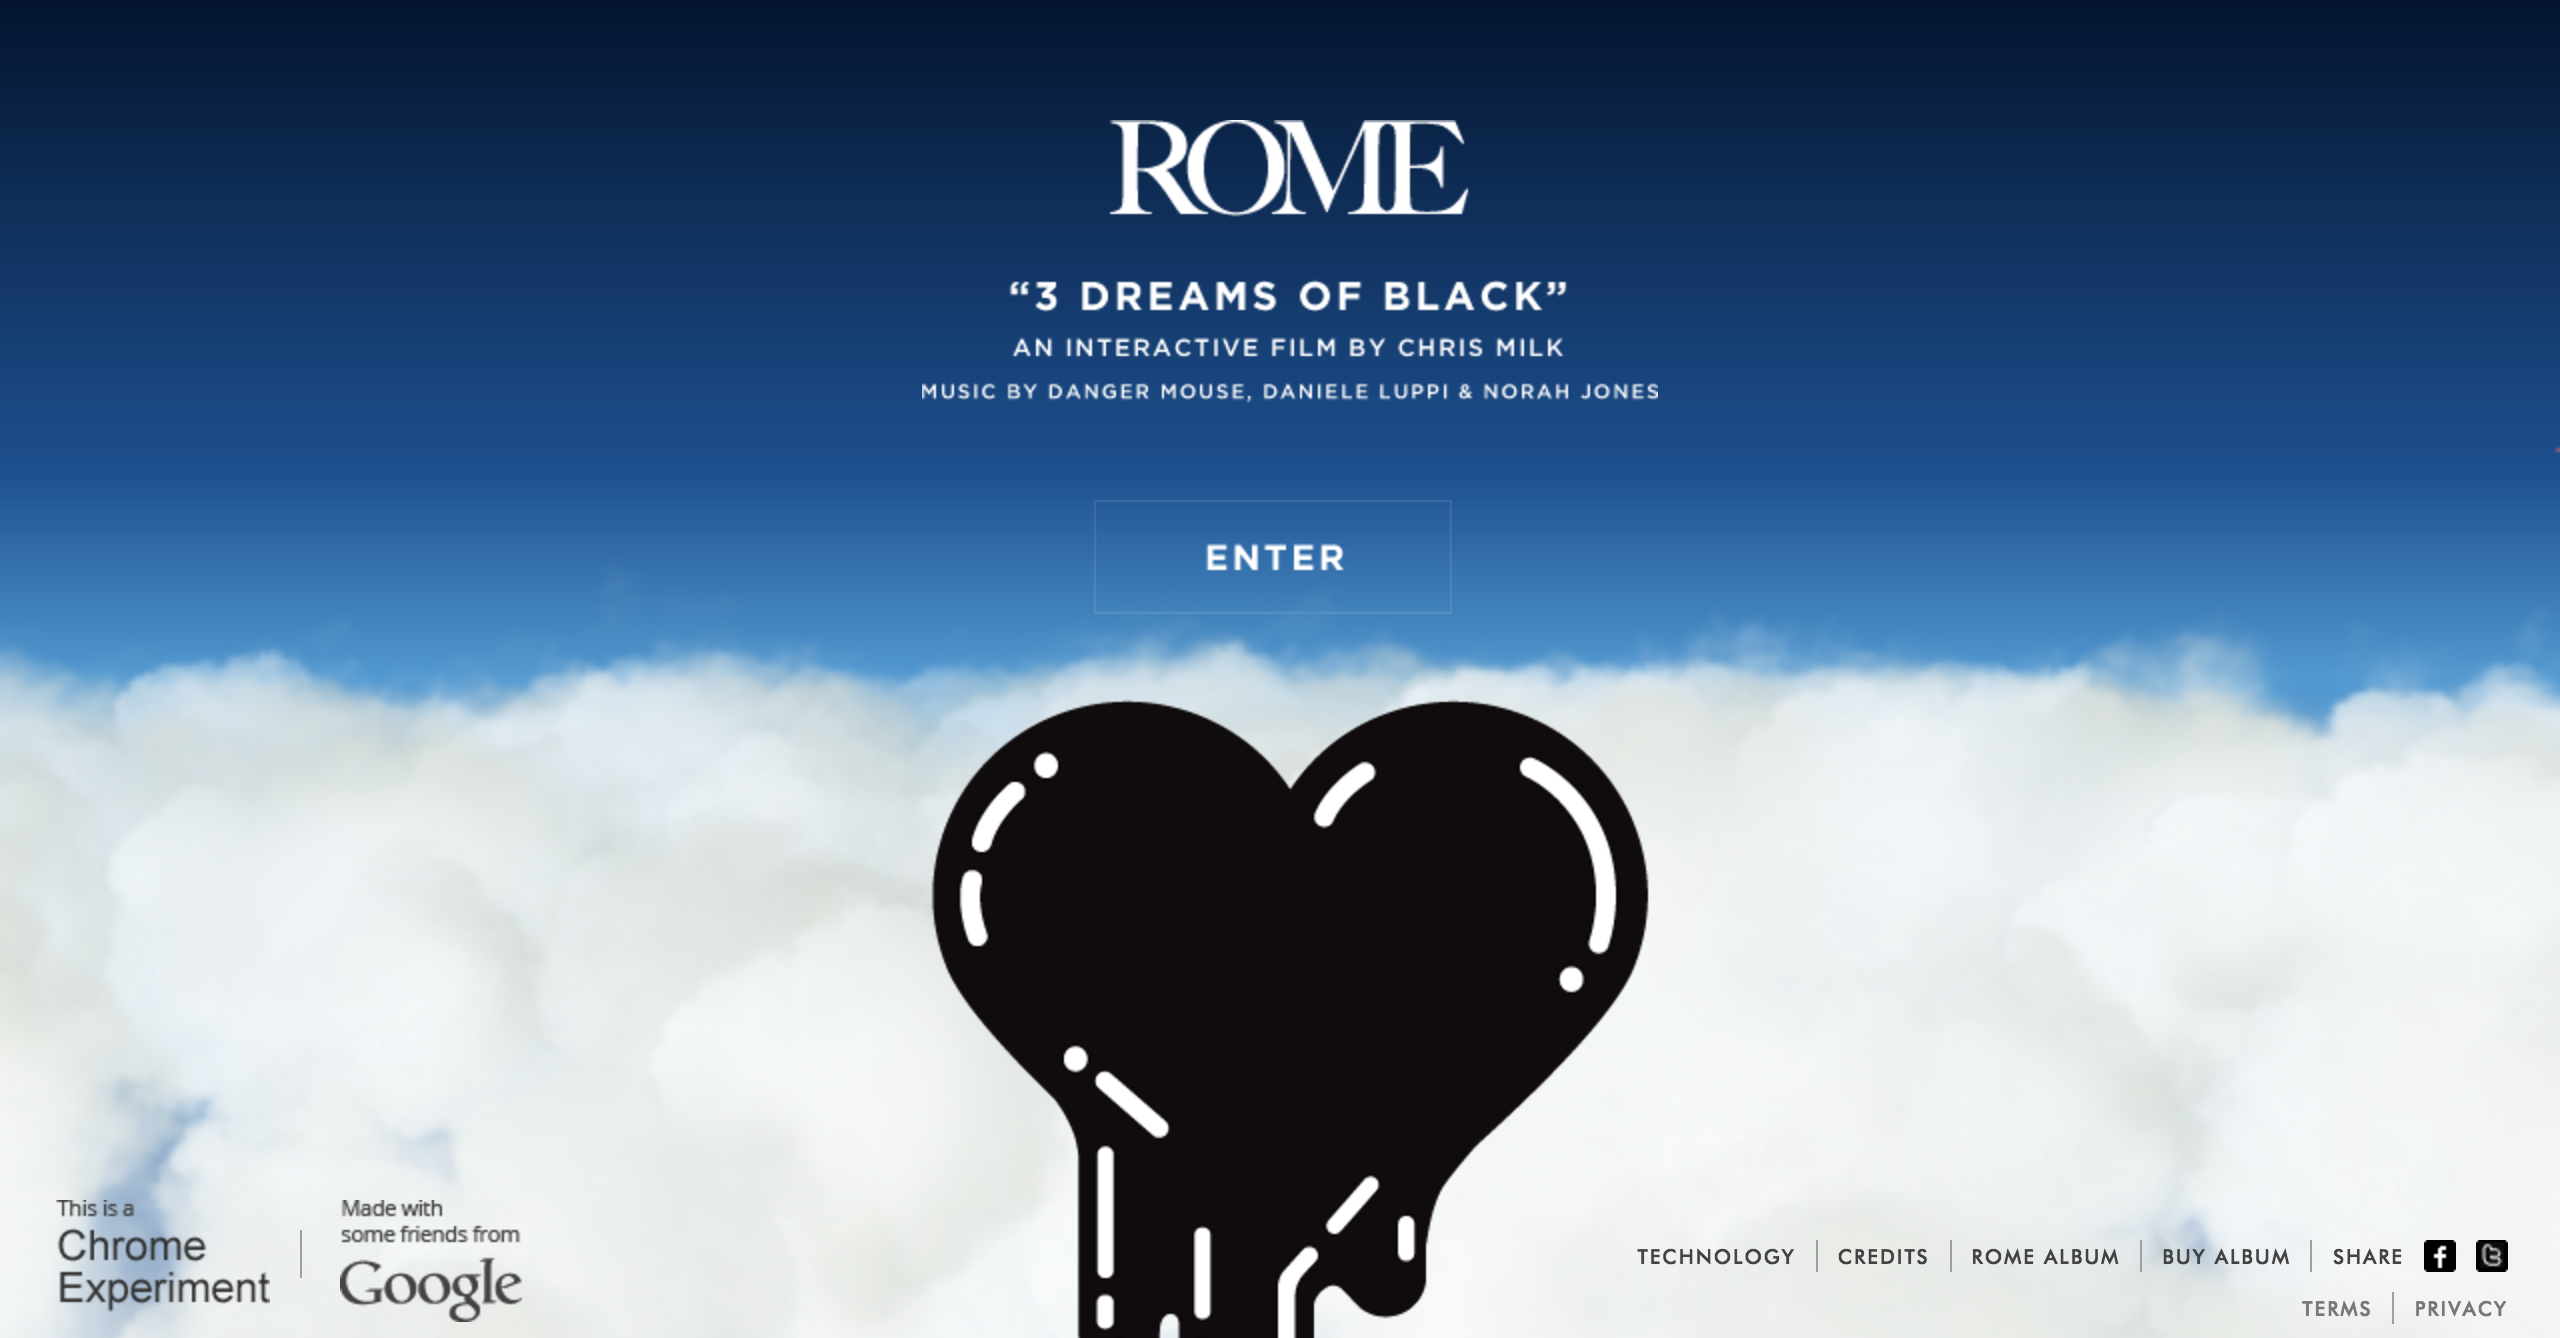 ROME
“3 DREAMS OF BLACK”
AN INTERACTIVE FILM BY CHRIS MILK
MUSIC BY DANGER MOUSE, DANIELE LUPPI & NORAH JONES
ENTER
This is a
Chrome
Experiment
Made with
some friends from
Google
TECHNOLOGY CREDITS ROME ALBUM BUY ALBUM SHARE
TERMS PRIVACY